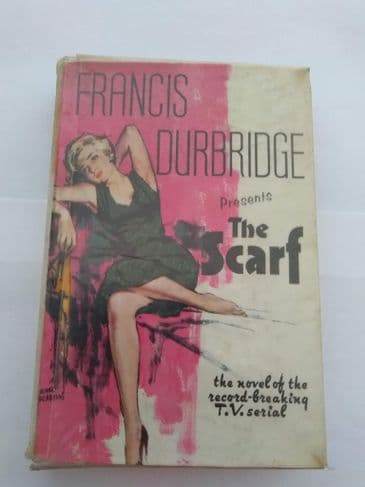 FRANCIS
DURBRIDGE
Presents
The
Scarf
the novel of the
record-breaking
T.V. serial